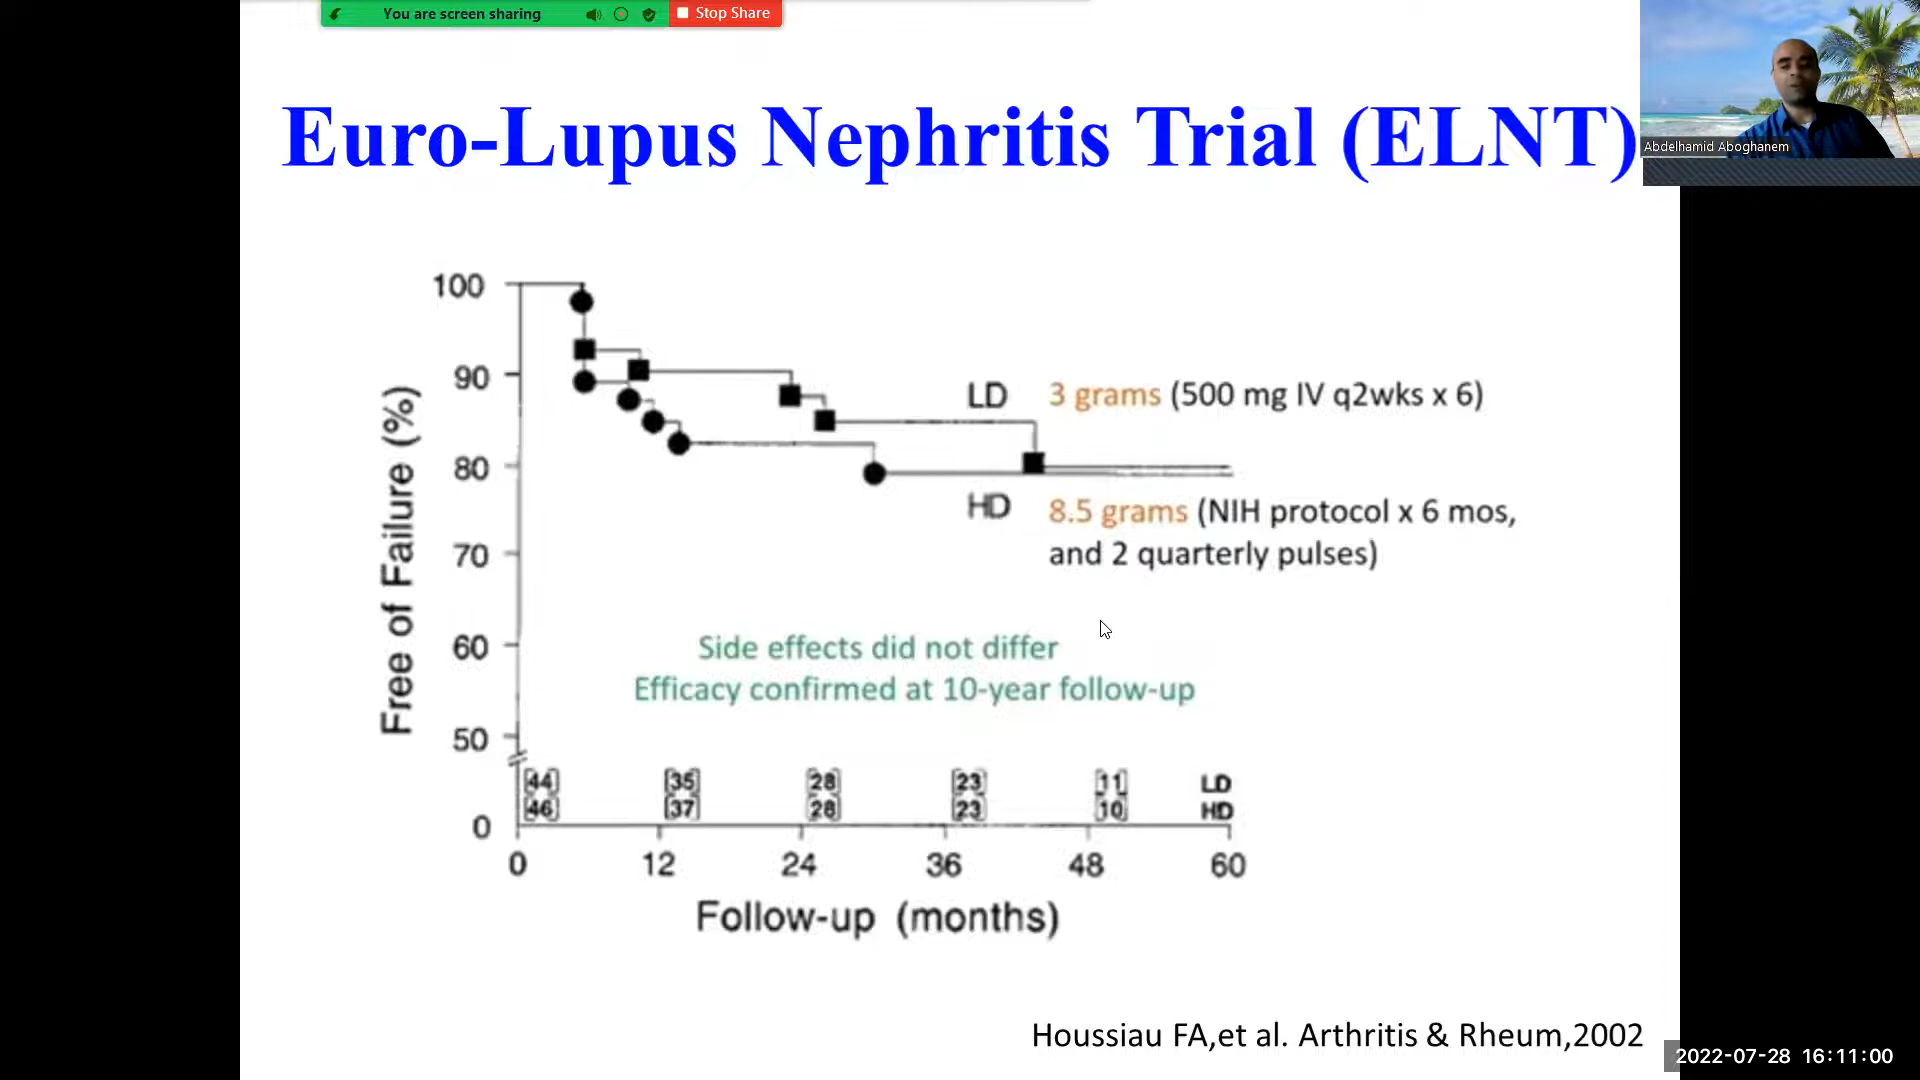 You are screen sharing
Stop Share
Abdelhamid Aboghanem
Euro-Lupus Nephritis Trial (ELNT)
100
90
80
70
60
50
0
Free of Failure (%)
LD 3 grams (500 mg IV q2wks x 6)
HD 8.5 grams (NIH protocol x 6 mos,
and 2 quarterly pulses)
Side effects did not differ
Efficacy confirmed at 10-year follow-up
[44] [35] [28] [23] [11] LD
[46] [37] [28] [23] [10] HD
0 12 24 36 48 60
Follow-up (months)
Houssiau FA,et al. Arthritis & Rheum,2002
2022-07-28 16:11:00